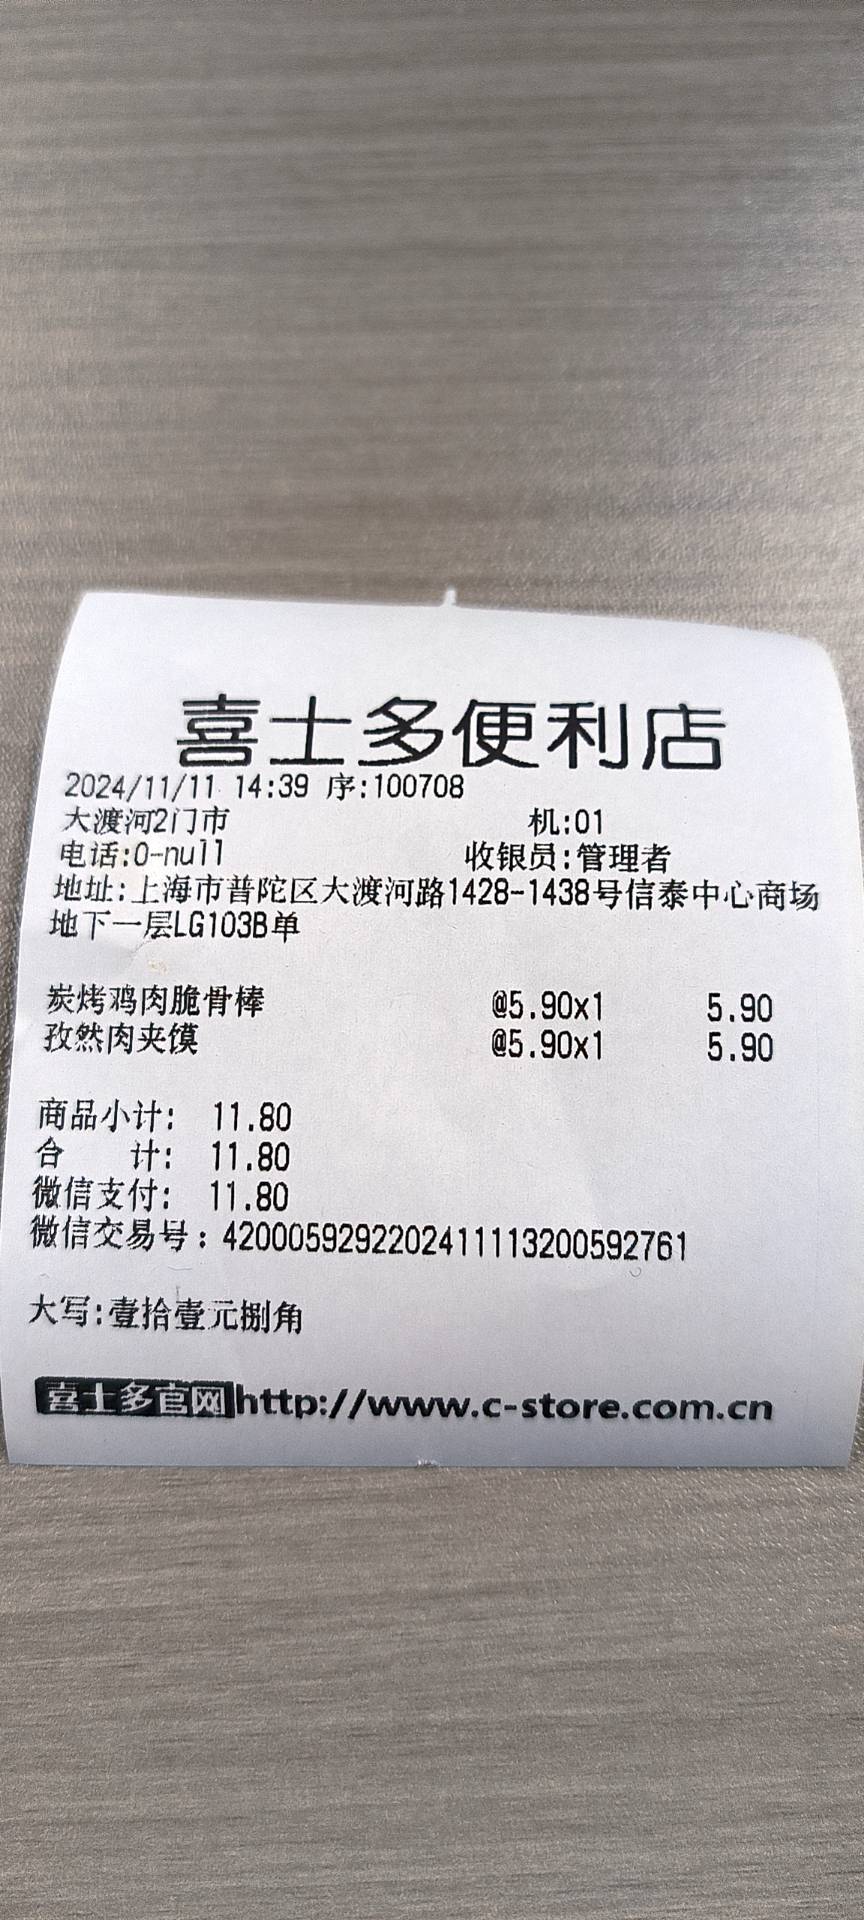 喜士多便利店
2024/11/11 14:39 序:100708
大渡河2门市 机:01
电话:0-null 收银员:管理者
地址:上海市普陀区大渡河路1428-1438号信泰中心商场
地下一层LG103B单
炭烤鸡肉脆骨棒 @5.90x1 5.90
孜然肉夹馍 @5.90x1 5.90
商品小计: 11.80
合 计: 11.80
微信支付: 11.80
微信交易号:4200059292202411113200592761
大写:壹拾壹元捌角
喜士多官网http://www.c-store.com.cn